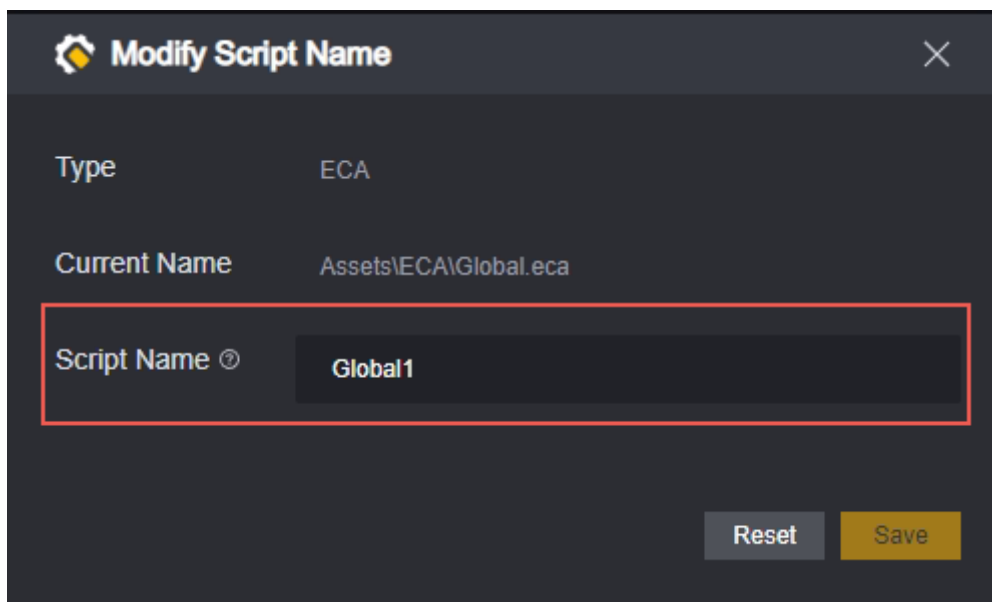 Modify Script Name
Type ECA
Current Name Assets\ECA\Global.eca
Script Name ? Global1
Reset Save